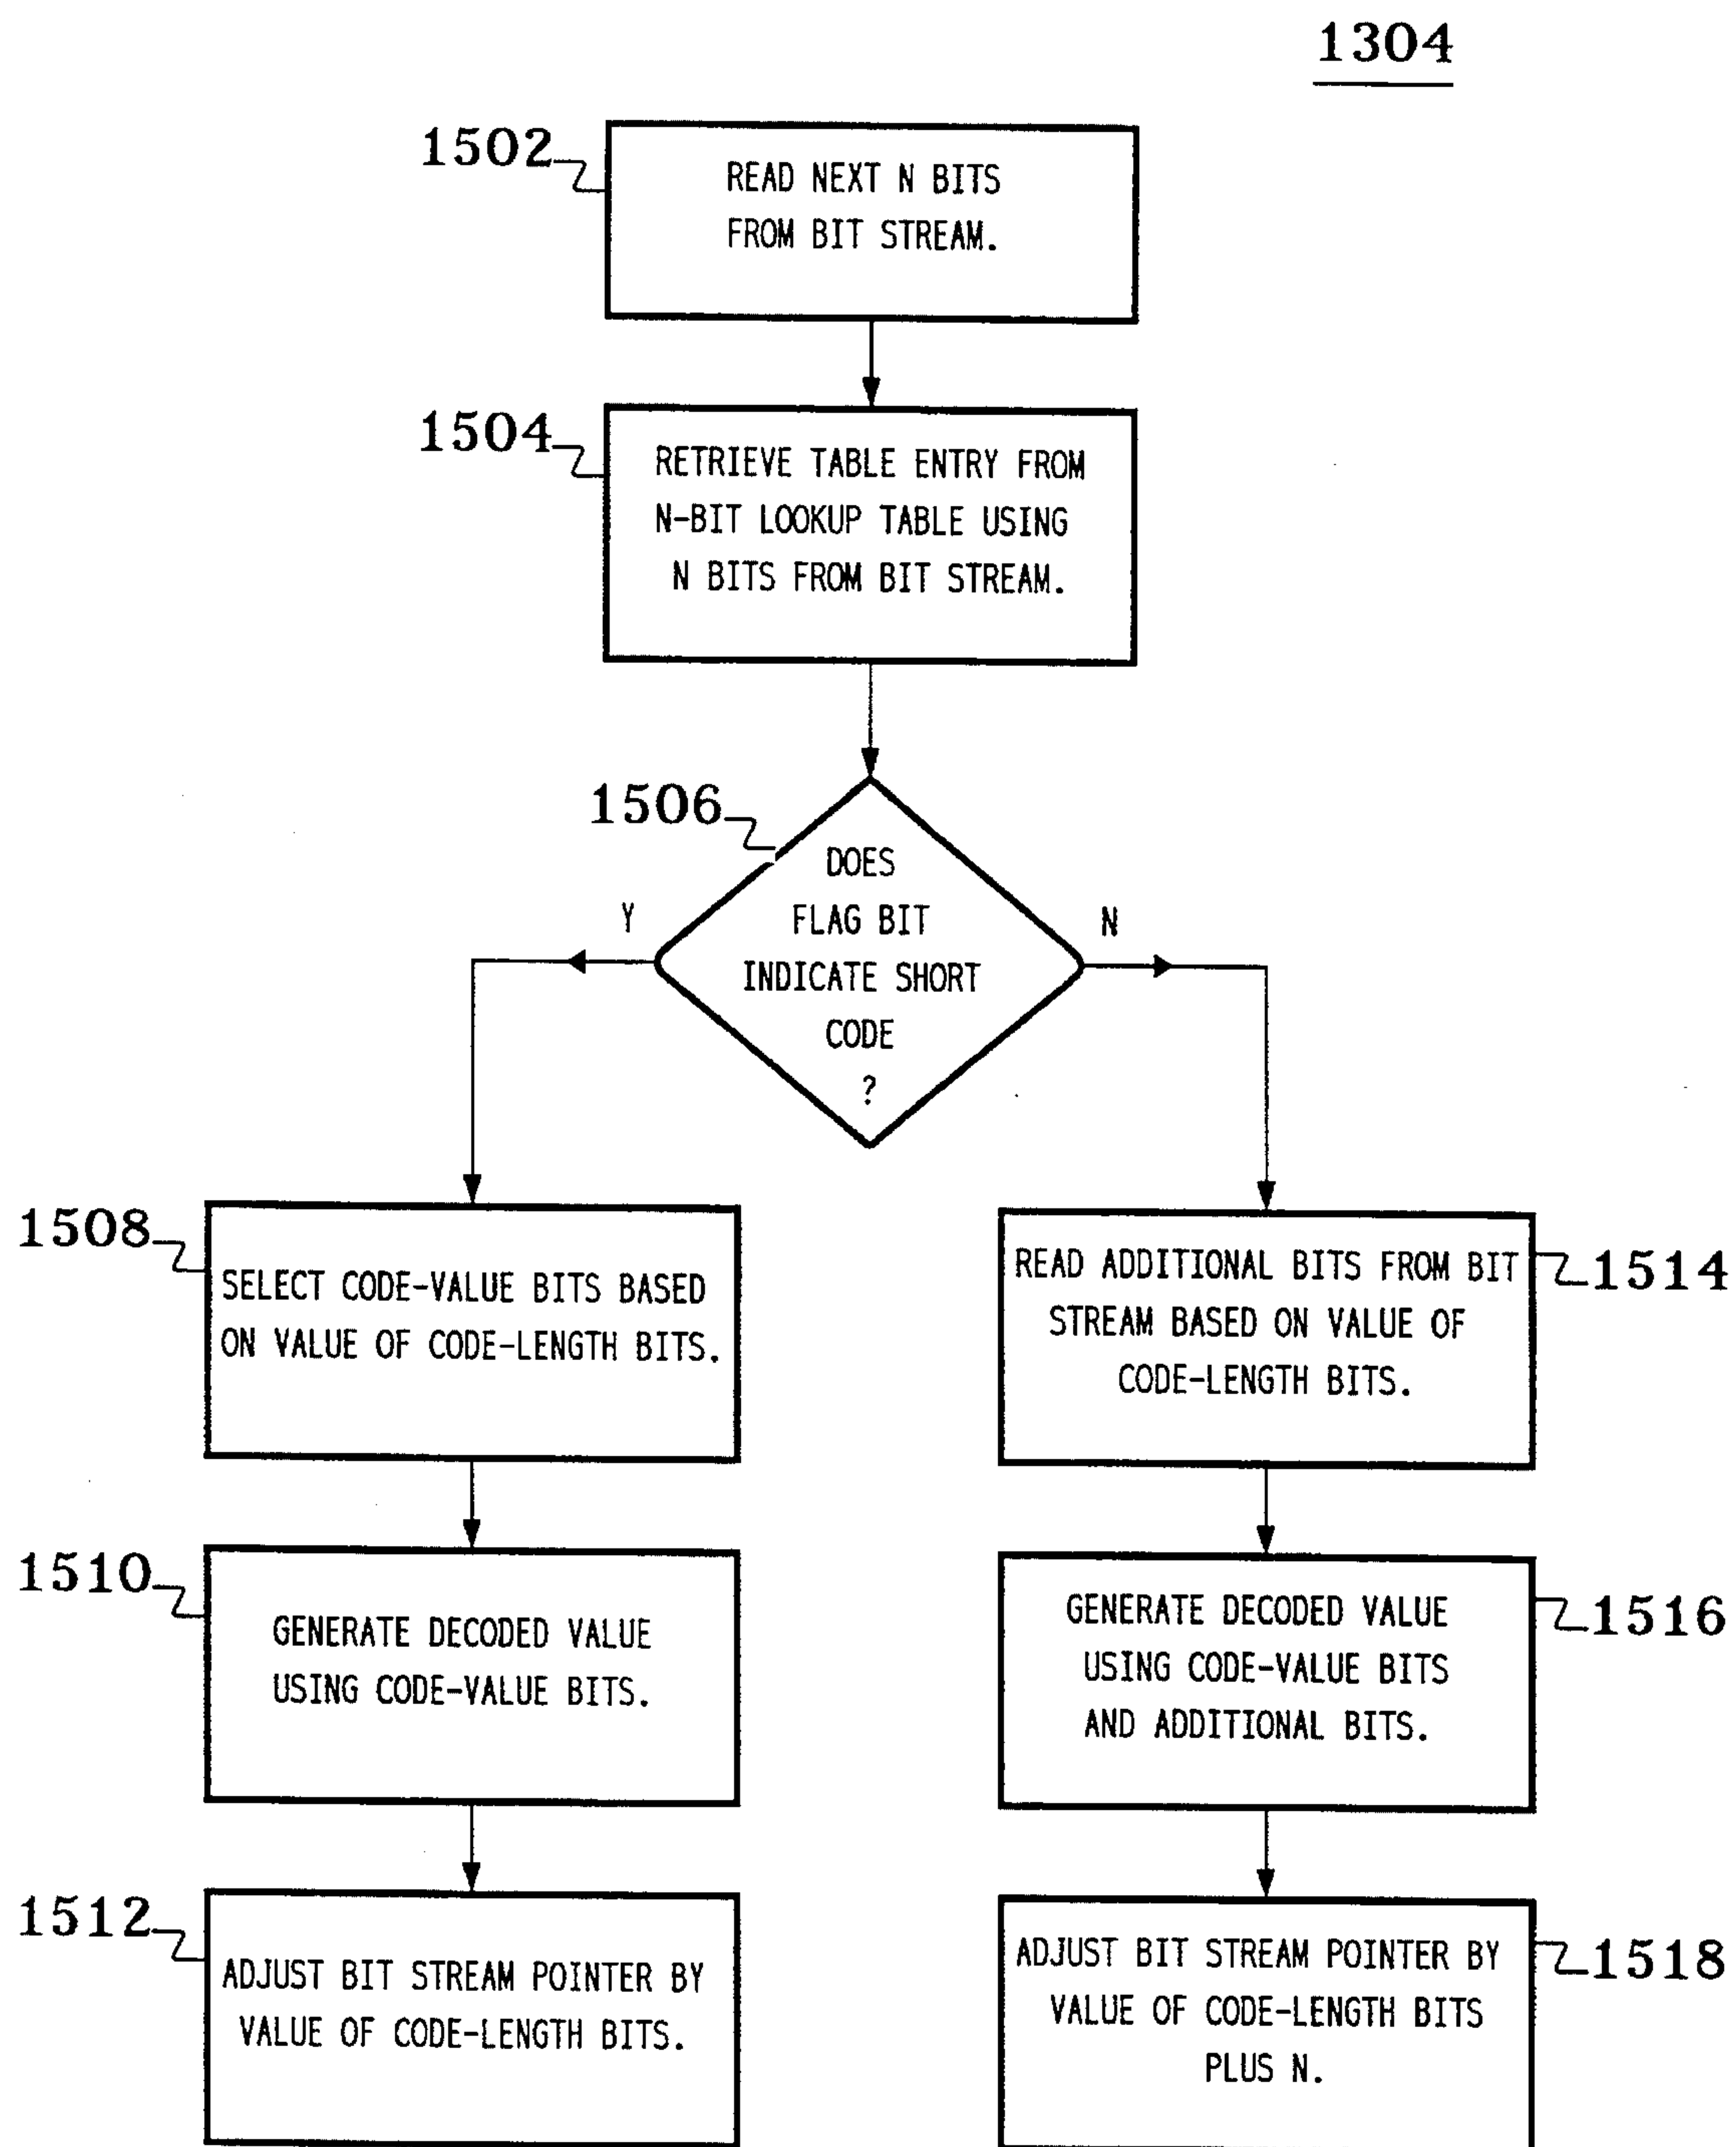 1304
1502
READ NEXT N BITS
FROM BIT STREAM.
1504
RETRIEVE TABLE ENTRY FROM
N-BIT LOOKUP TABLE USING
N BITS FROM BIT STREAM.
1506
DOES
FLAG BIT
INDICATE SHORT
CODE
?
Y
N
1508
SELECT CODE-VALUE BITS BASED
ON VALUE OF CODE-LENGTH BITS.
1510
GENERATE DECODED VALUE
USING CODE-VALUE BITS.
1512
ADJUST BIT STREAM POINTER BY
VALUE OF CODE-LENGTH BITS.
READ ADDITIONAL BITS FROM BIT
STREAM BASED ON VALUE OF
CODE-LENGTH BITS.
1514
GENERATE DECODED VALUE
USING CODE-VALUE BITS
AND ADDITIONAL BITS.
1516
ADJUST BIT STREAM POINTER BY
VALUE OF CODE-LENGTH BITS
PLUS N.
1518